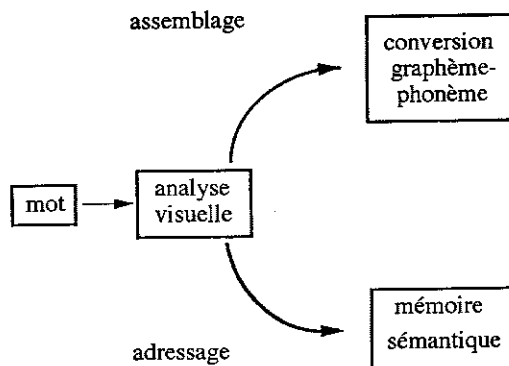 assemblage
conversion
graphème-
phonème
mot
analyse
visuelle
mémoire
sémantique
adressage